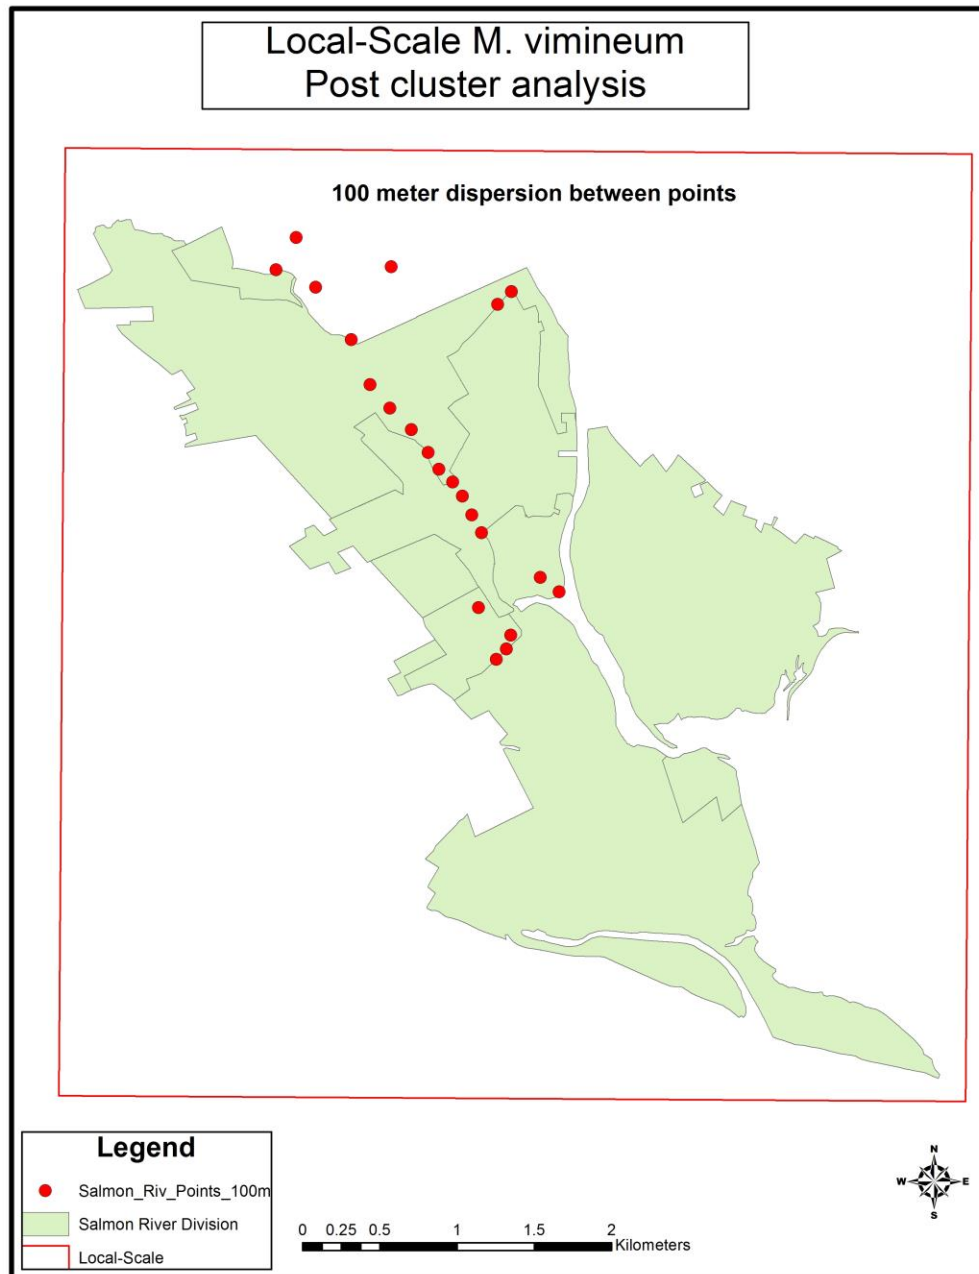 Local-Scale M. vimineum
Post cluster analysis
100 meter dispersion between points
Legend
Salmon_Riv_Points_100m
Salmon River Division
Local-Scale
0 0.25 0.5 1 1.5 2
Kilometers
N
W E
S